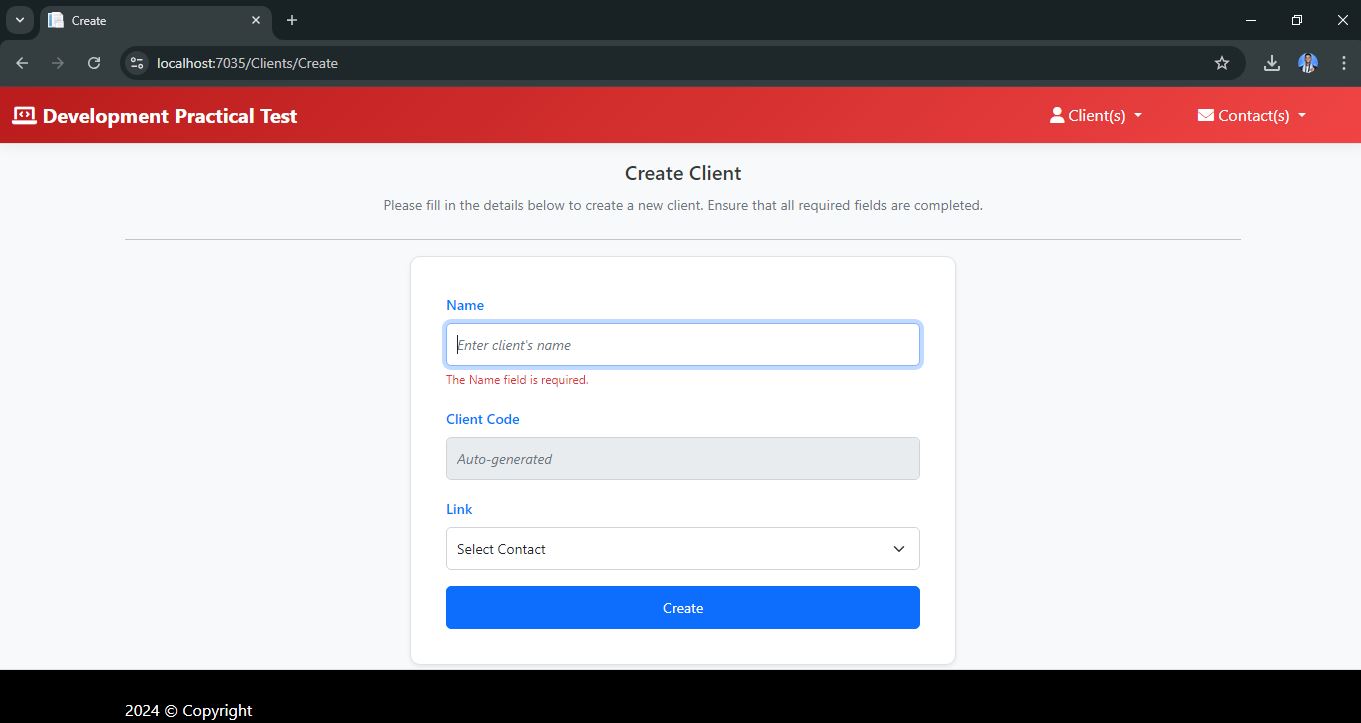 Create
localhost:7035/Clients/Create
Development Practical Test
Client(s)
Contact(s)
Create Client
Please fill in the details below to create a new client. Ensure that all required fields are completed.
Name
Enter client's name
The Name field is required.
Client Code
Auto-generated
Link
Select Contact
Create
2024 © Copyright